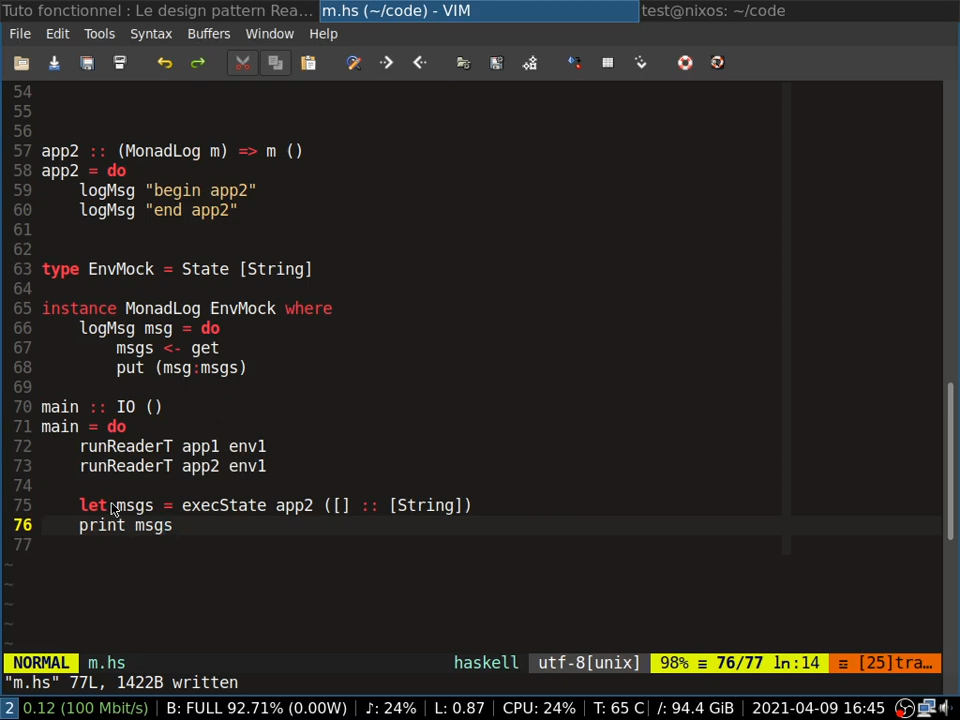 Tuto fonctionnel : Le design pattern Rea... m.hs (~/code) - VIM test@nixos: ~/code
File Edit Tools Syntax Buffers Window Help
54
55
56
57 app2 :: (MonadLog m) => m ()
58 app2 = do
59     logMsg "begin app2"
60     logMsg "end app2"
61
62
63 type EnvMock = State [String]
64
65 instance MonadLog EnvMock where
66     logMsg msg = do
67         msgs <- get
68         put (msg:msgs)
69
70 main :: IO ()
71 main = do
72     runReaderT app1 env1
73     runReaderT app2 env1
74
75     let msgs = execState app2 ([] :: [String])
76     print msgs
77
~
~
~
~
~
NORMAL m.hs haskell utf-8[unix] 98% ≡ 76/77 ln:14 ≡ [25]tra...
"m.hs" 77L, 1422B written
2 0.12 (100 Mbit/s) B: FULL 92.71% (0.00W) ♪: 24% L: 0.87 CPU: 24% T: 65 C /: 94.4 GiB 2021-04-09 16:45